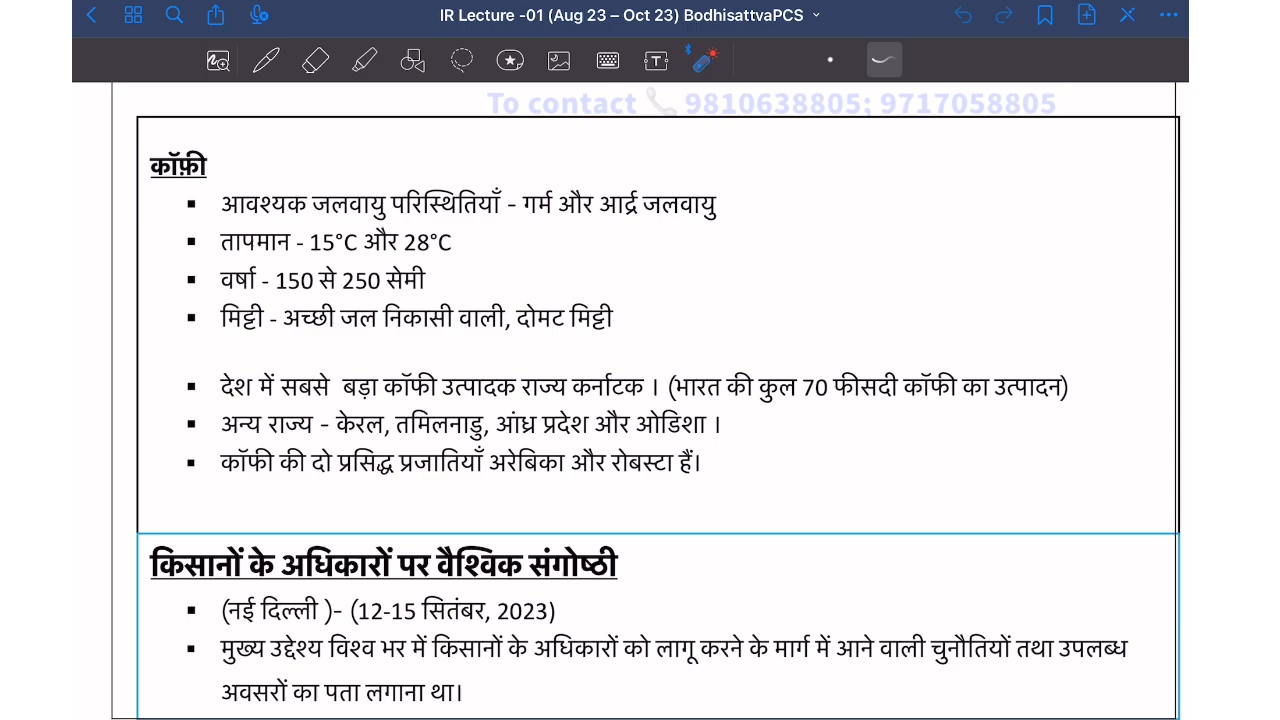 IR Lecture -01 (Aug 23 – Oct 23) BodhisattvaPCS
To contact 📞 9810638805; 9717058805
कॉफ़ी
▪ आवश्यक जलवायु परिस्थितियाँ - गर्म और आर्द्र जलवायु
▪ तापमान - 15°C और 28°C
▪ वर्षा - 150 से 250 सेमी
▪ मिट्टी - अच्छी जल निकासी वाली, दोमट मिट्टी
▪ देश में सबसे बड़ा कॉफी उत्पादक राज्य कर्नाटक । (भारत की कुल 70 फीसदी कॉफी का उत्पादन)
▪ अन्य राज्य - केरल, तमिलनाडु, आंध्र प्रदेश और ओडिशा ।
▪ कॉफी की दो प्रसिद्ध प्रजातियाँ अरेबिका और रोबस्टा हैं।
किसानों के अधिकारों पर वैश्विक संगोष्ठी
▪ (नई दिल्ली )- (12-15 सितंबर, 2023)
▪ मुख्य उद्देश्य विश्व भर में किसानों के अधिकारों को लागू करने के मार्ग में आने वाली चुनौतियों तथा उपलब्ध
अवसरों का पता लगाना था।